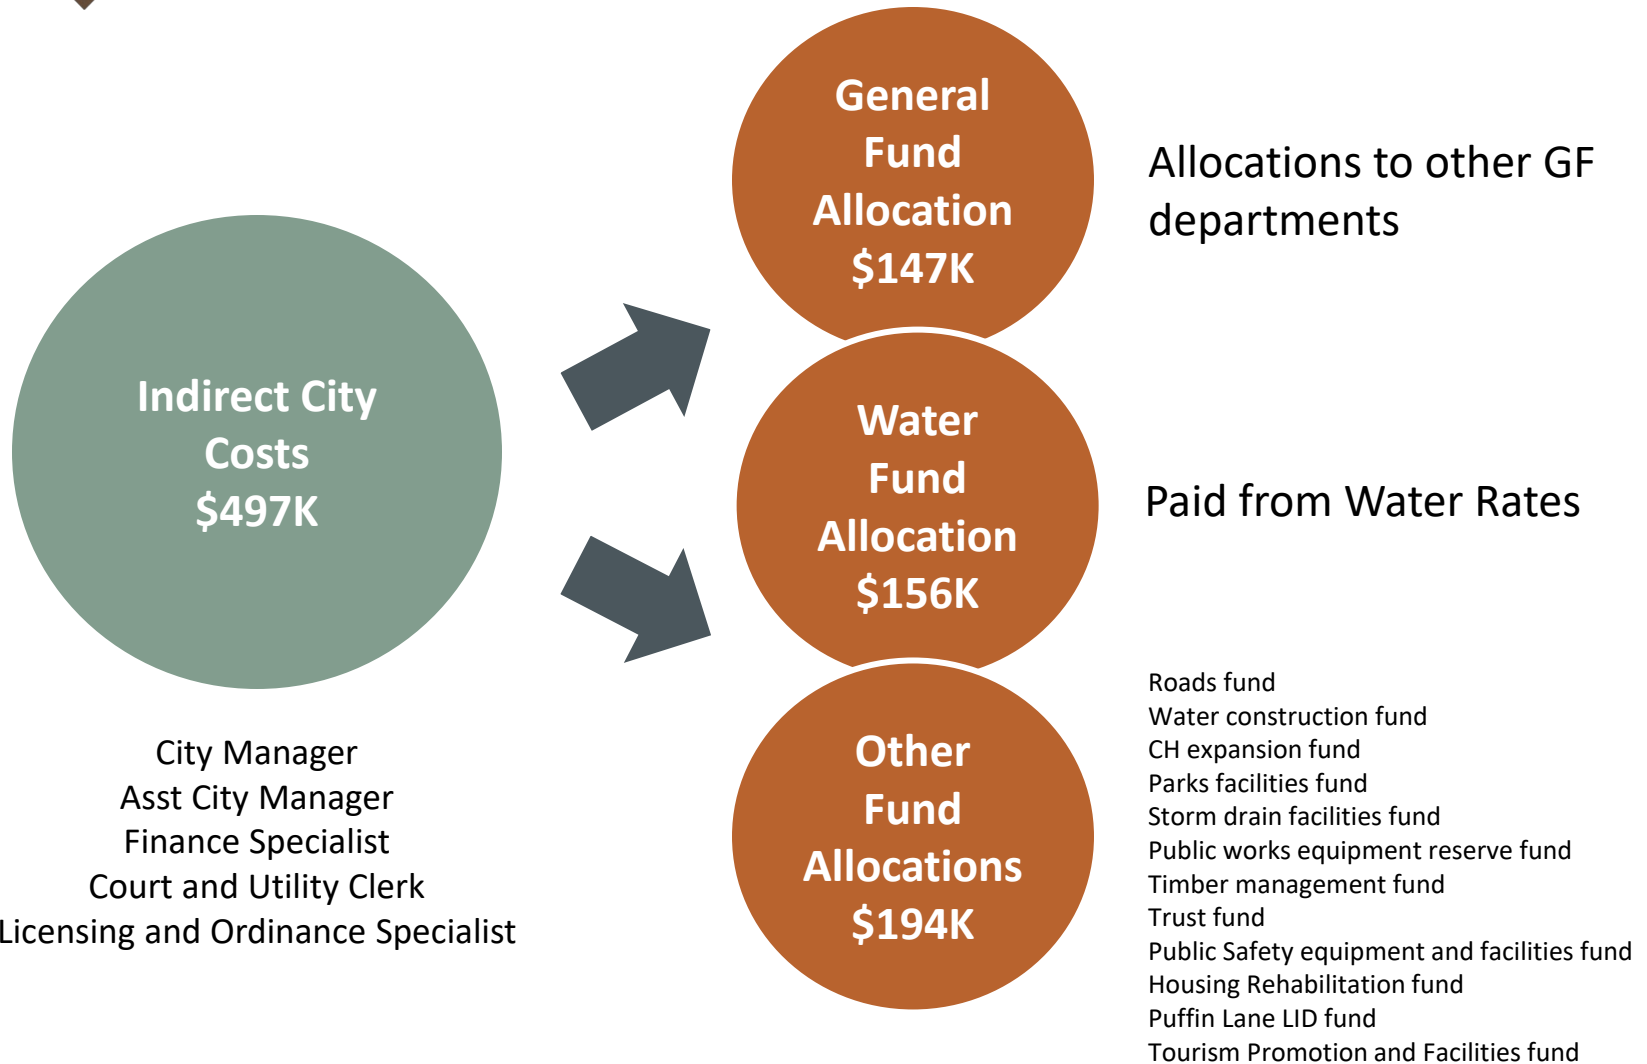 Indirect City
Costs
$497K
City Manager
Asst City Manager
Finance Specialist
Court and Utility Clerk
Licensing and Ordinance Specialist
General
Fund
Allocation
$147K
Allocations to other GF
departments
Water
Fund
Allocation
$156K
Paid from Water Rates
Other
Fund
Allocations
$194K
Roads fund
Water construction fund
CH expansion fund
Parks facilities fund
Storm drain facilities fund
Public works equipment reserve fund
Timber management fund
Trust fund
Public Safety equipment and facilities fund
Housing Rehabilitation fund
Puffin Lane LID fund
Tourism Promotion and Facilities fund